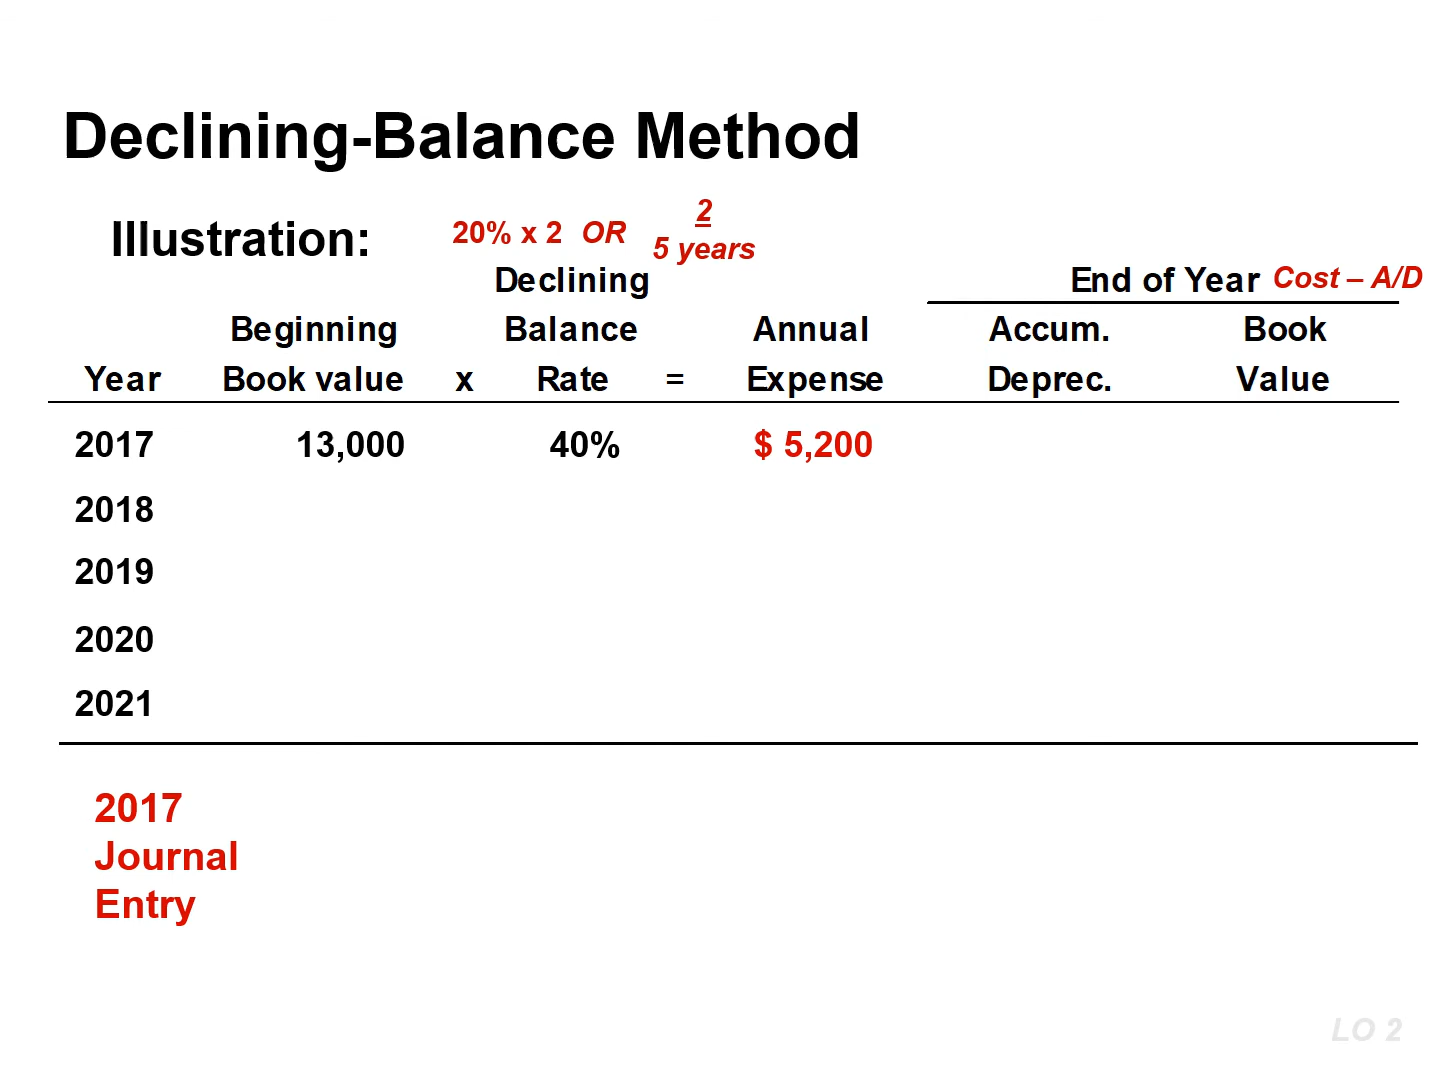 Declining-Balance Method
Illustration:
20% x 2 OR 2
5 years
Declining End of Year Cost – A/D
Beginning Balance Annual Accum. Book
Year Book value x Rate = Expense Deprec. Value
2017 13,000 40% $ 5,200
2018
2019
2020
2021
2017
Journal
Entry
LO 2